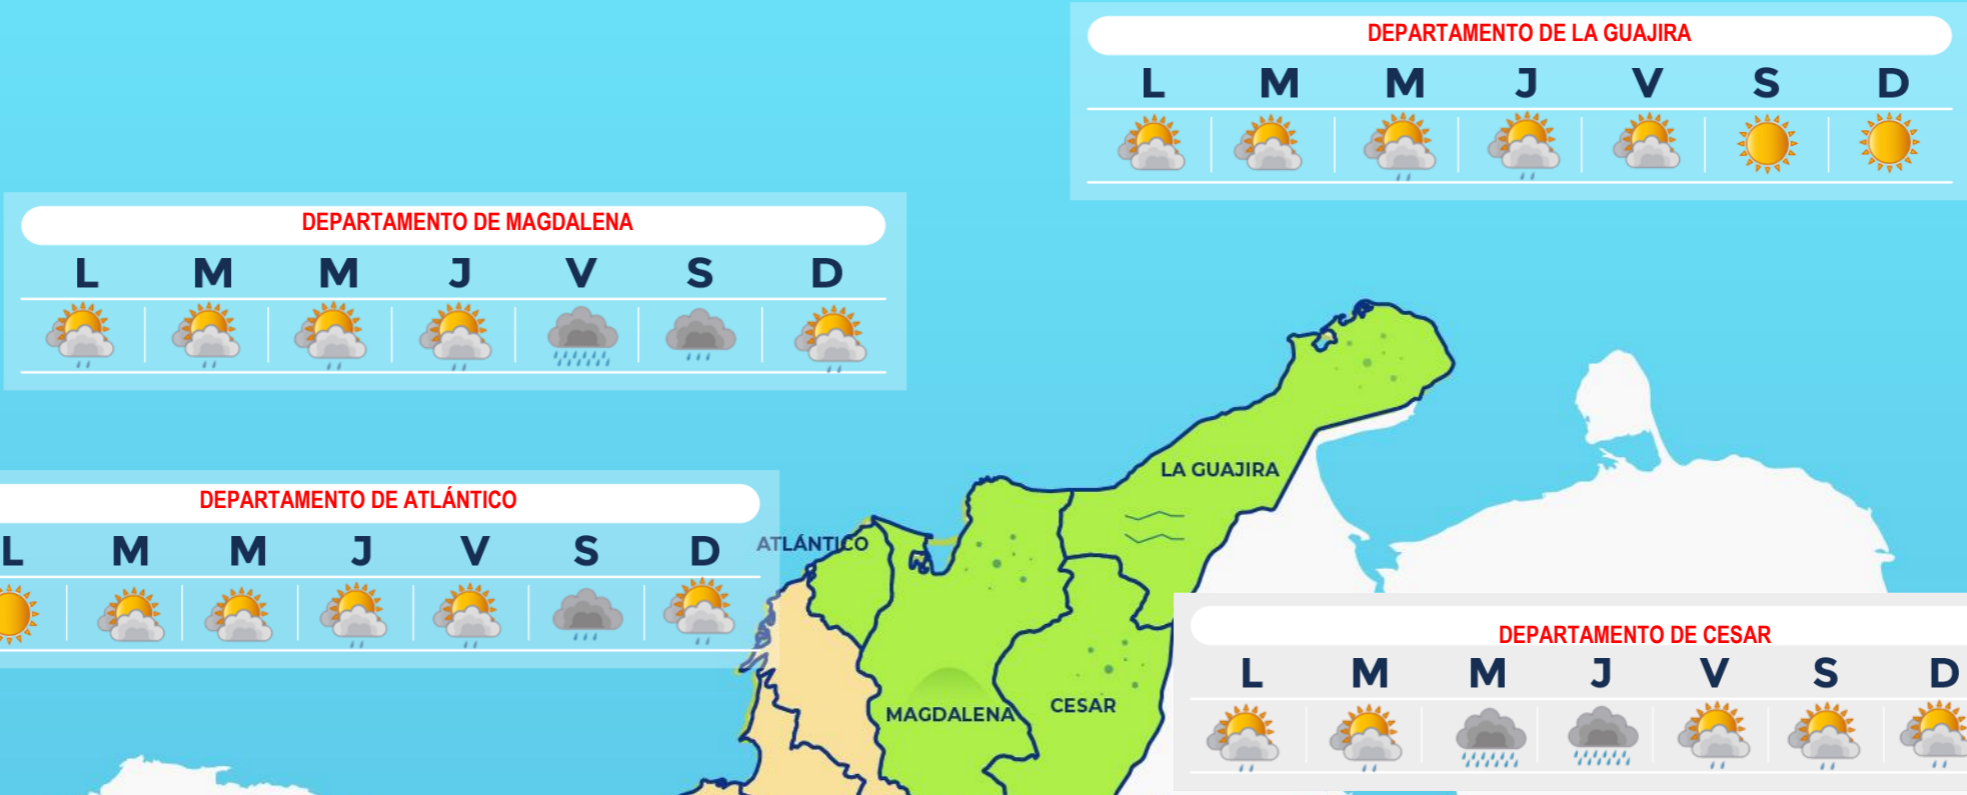 DEPARTAMENTO DE LA GUAJIRA
L M M J V S D
DEPARTAMENTO DE MAGDALENA
L M M J V S D
DEPARTAMENTO DE ATLÁNTICO
L M M J V S D
ATLÁNTICO
LA GUAJIRA
MAGDALENA
CESAR
DEPARTAMENTO DE CESAR
L M M J V S D